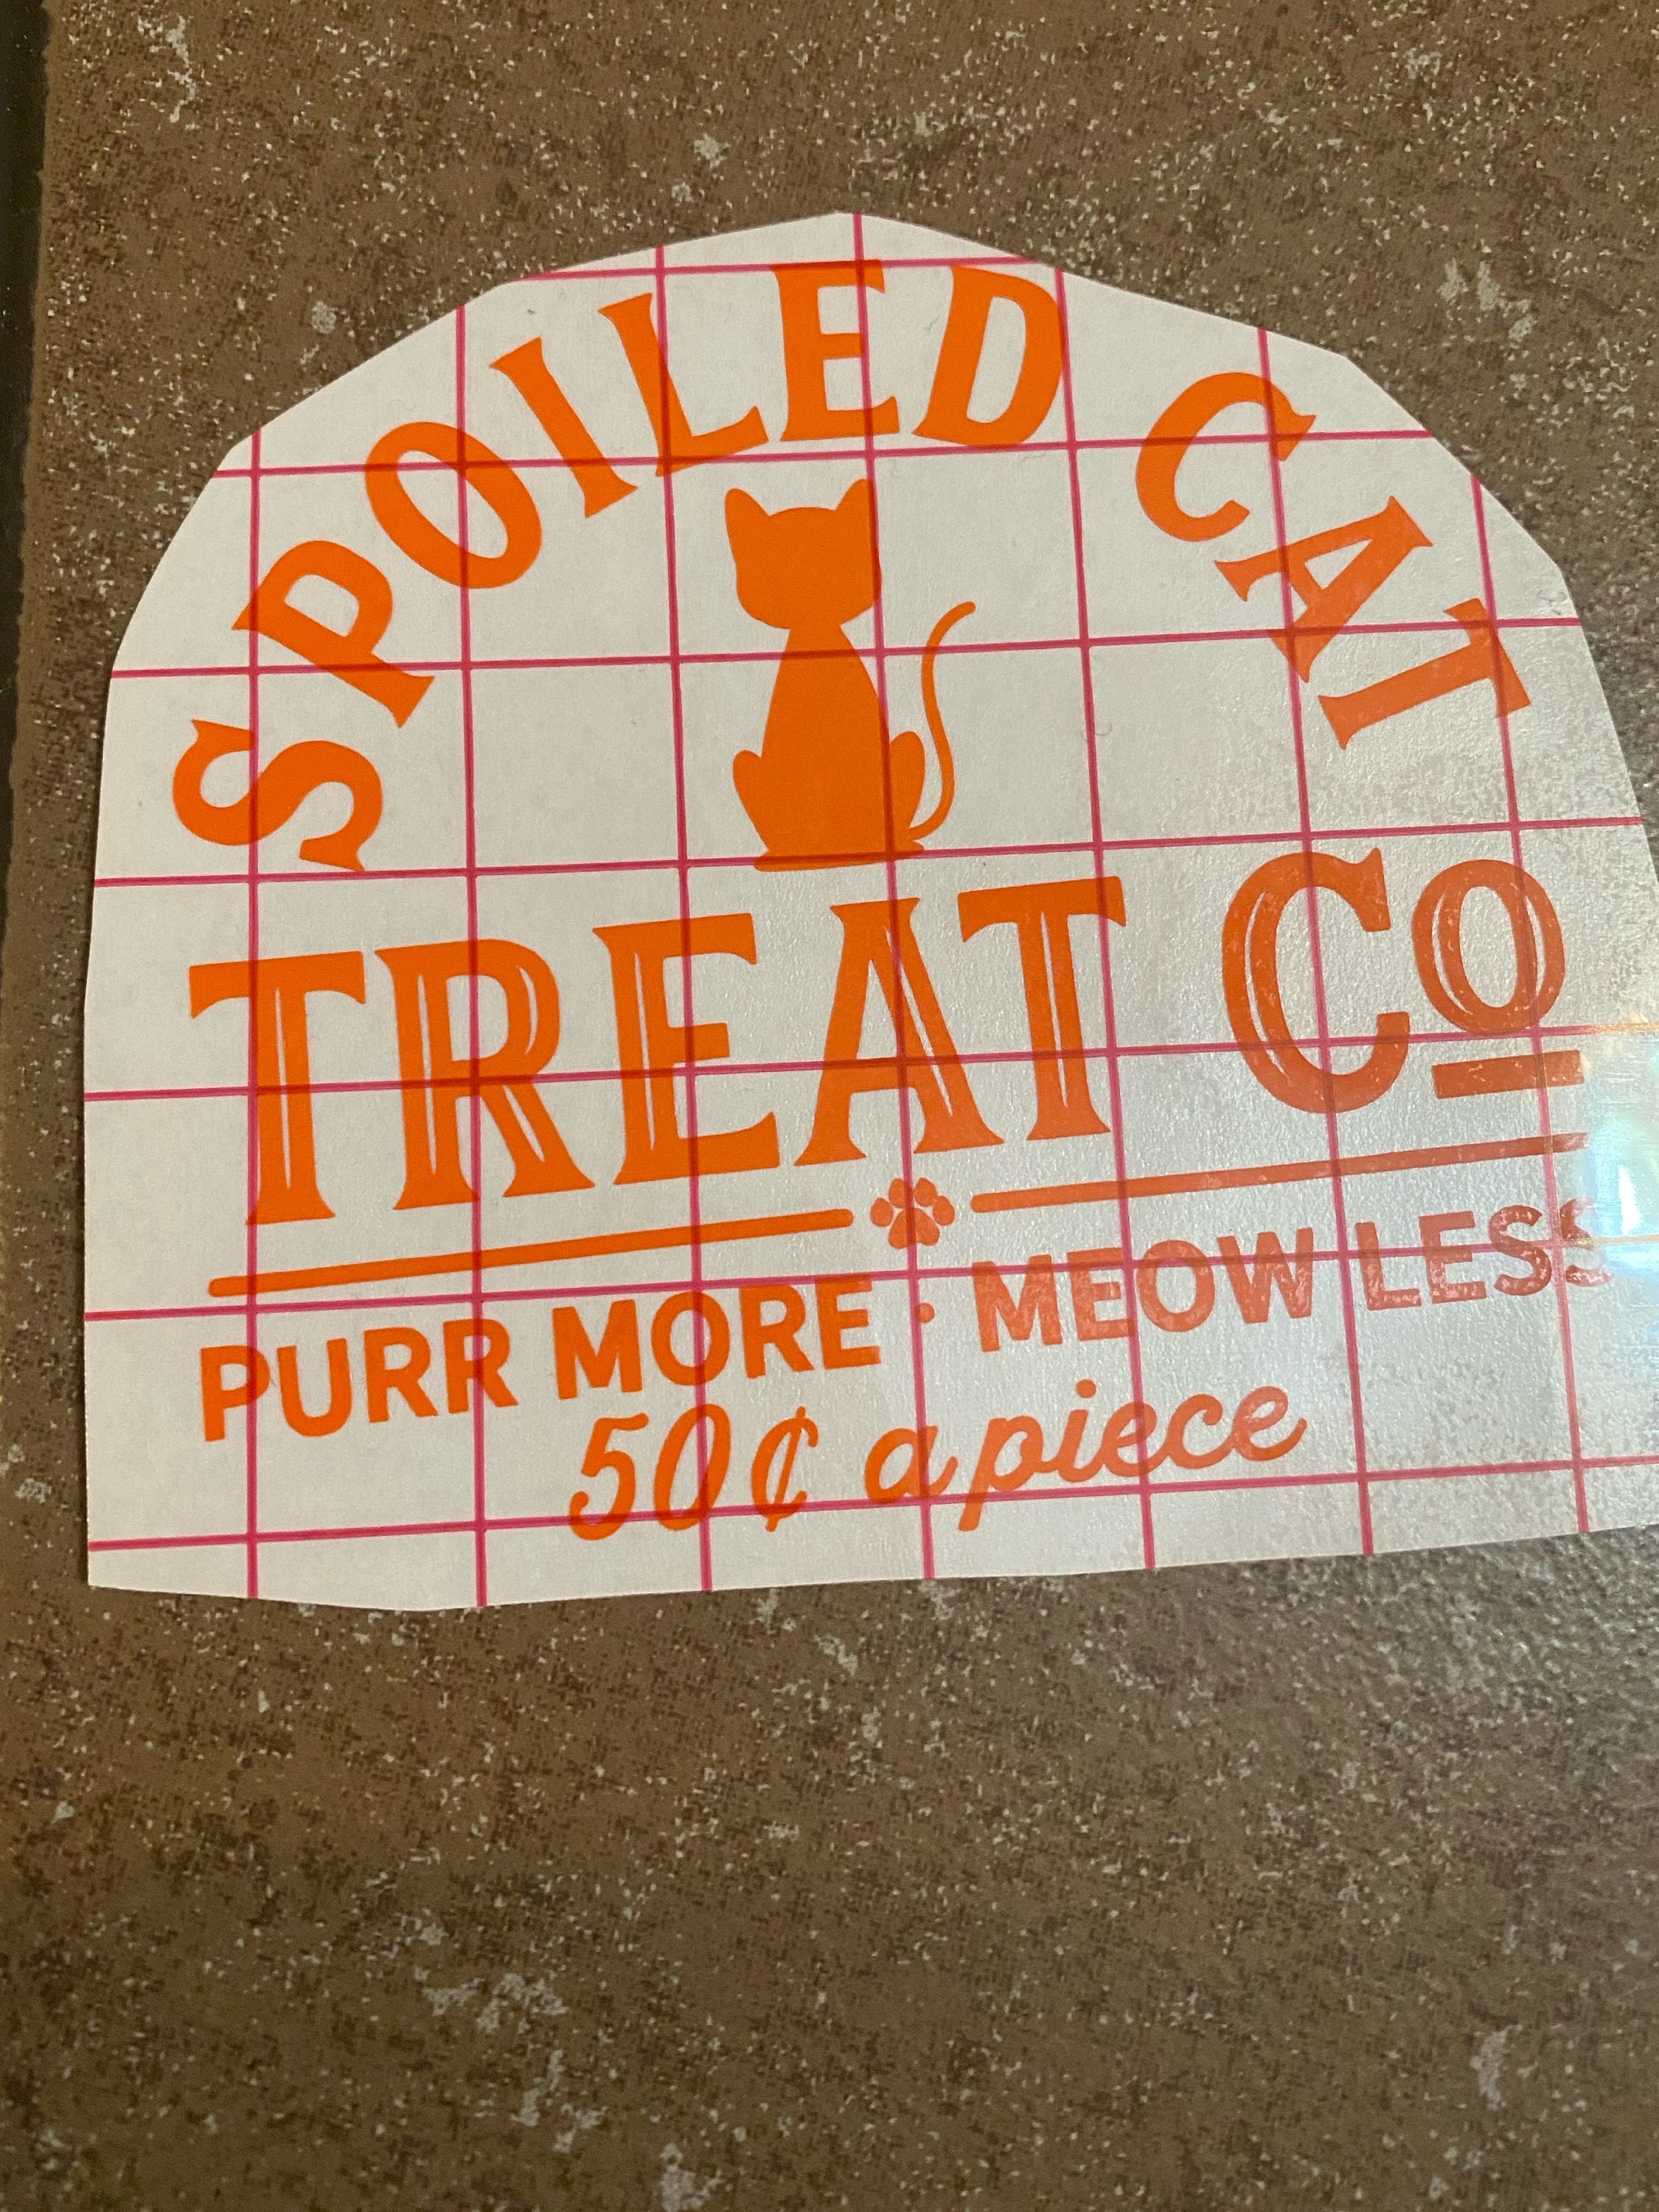 SPOILED CAT
TREAT Co
PURR MORE · MEOW LESS
50¢ a piece